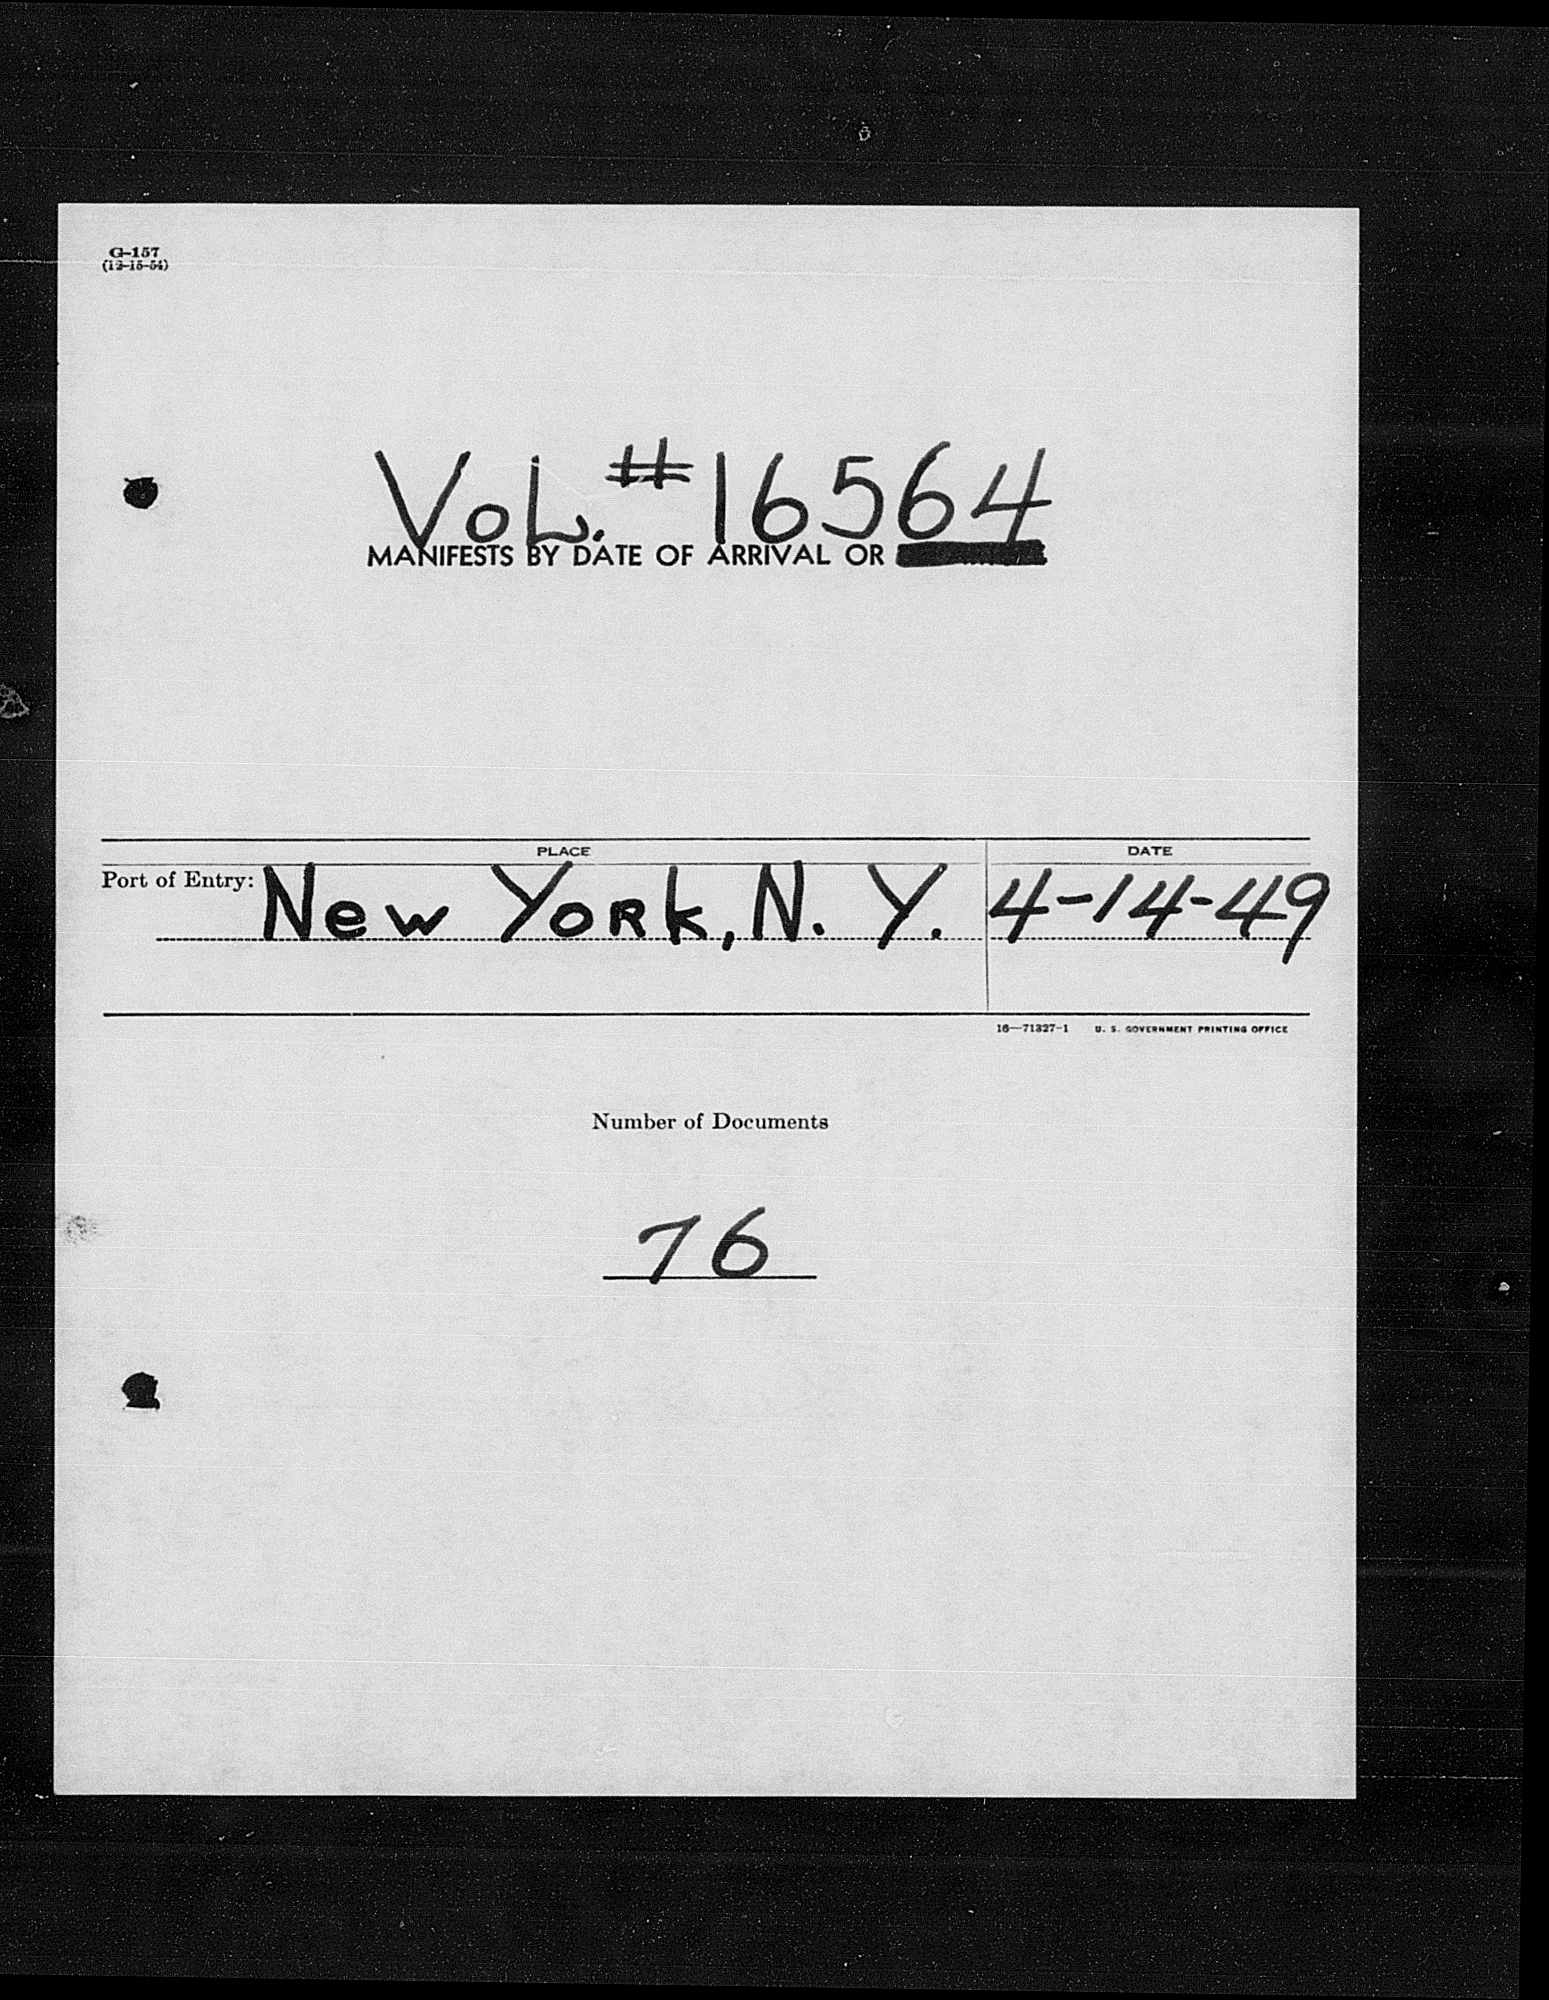 G-157
(12-15-54)
VoL. #16564
MANIFESTS BY DATE OF ARRIVAL OR
PLACE DATE
Port of Entry: New York, N. Y. 4-14-49
16—71327-1 U. S. GOVERNMENT PRINTING OFFICE
Number of Documents
76